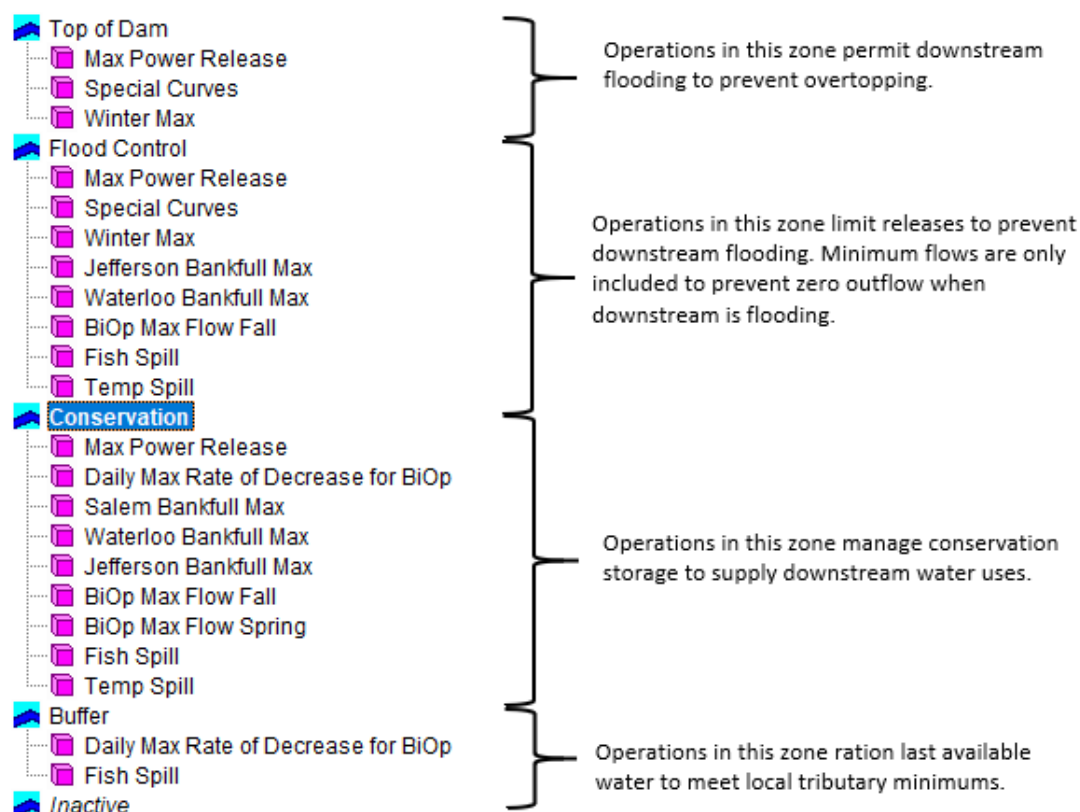 Top of Dam
Max Power Release
Special Curves
Winter Max
Operations in this zone permit downstream
flooding to prevent overtopping.
Flood Control
Max Power Release
Special Curves
Winter Max
Jefferson Bankfull Max
Waterloo Bankfull Max
BiOp Max Flow Fall
Fish Spill
Temp Spill
Operations in this zone limit releases to prevent
downstream flooding. Minimum flows are only
included to prevent zero outflow when
downstream is flooding.
Conservation
Max Power Release
Daily Max Rate of Decrease for BiOp
Salem Bankfull Max
Waterloo Bankfull Max
Jefferson Bankfull Max
BiOp Max Flow Fall
BiOp Max Flow Spring
Fish Spill
Temp Spill
Operations in this zone manage conservation
storage to supply downstream water uses.
Buffer
Daily Max Rate of Decrease for BiOp
Fish Spill
Operations in this zone ration last available
water to meet local tributary minimums.
Inactive